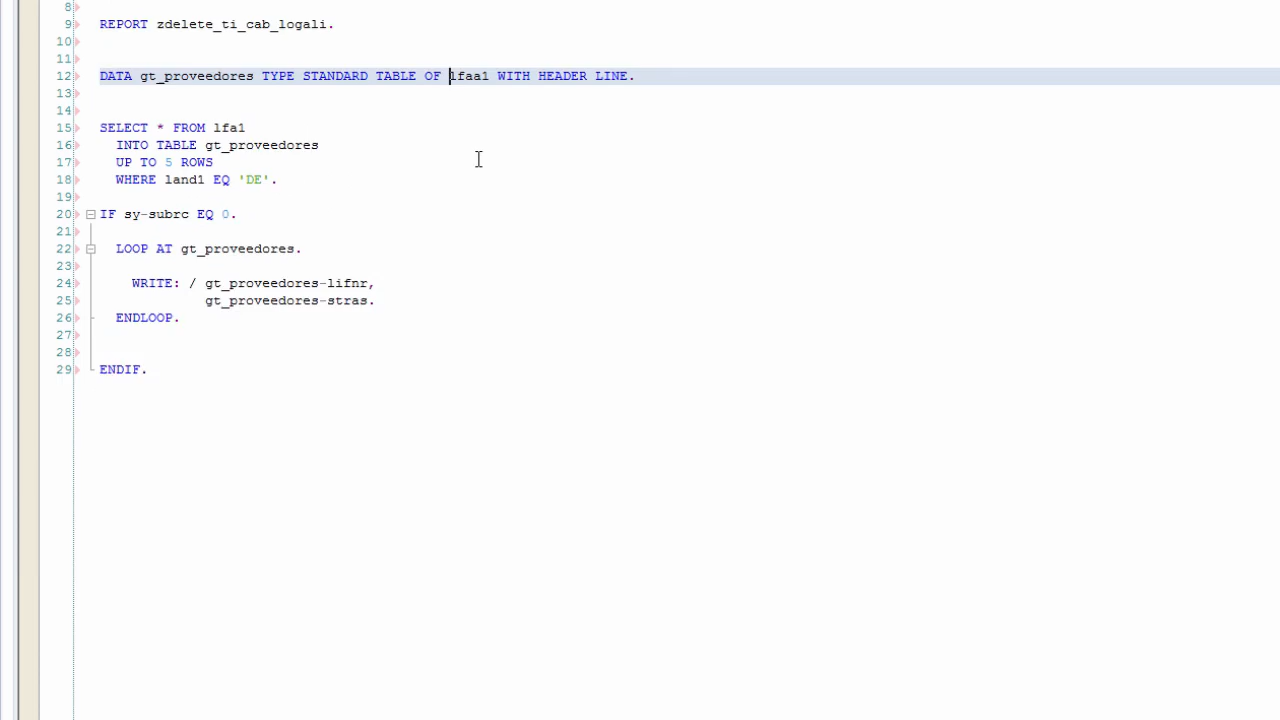 8
9 REPORT zdelete_ti_cab_logali.
10
11
12 DATA gt_proveedores TYPE STANDARD TABLE OF lfaa1 WITH HEADER LINE.
13
14
15 SELECT * FROM lfa1
16 INTO TABLE gt_proveedores
17 UP TO 5 ROWS
18 WHERE land1 EQ 'DE'.
19
20 IF sy-subrc EQ 0.
21
22 LOOP AT gt_proveedores.
23
24 WRITE: / gt_proveedores-lifnr,
25 gt_proveedores-stras.
26 ENDLOOP.
27
28
29 ENDIF.